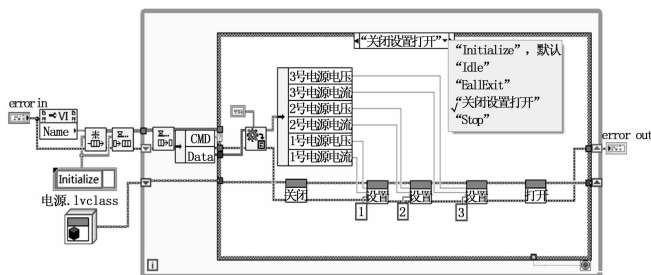 “关闭设置打开”
“Initialize”，默认
“Idle”
“EallExit”
“关闭设置打开”
“Stop”
3号电源电压
3号电源电流
2号电源电压
2号电源电流
1号电源电压
1号电源电流
error in
VI
Name
CMD
Data
error out
Initialize
电源.lvclass
关闭
设置
设置
设置
打开
1
2
3
i